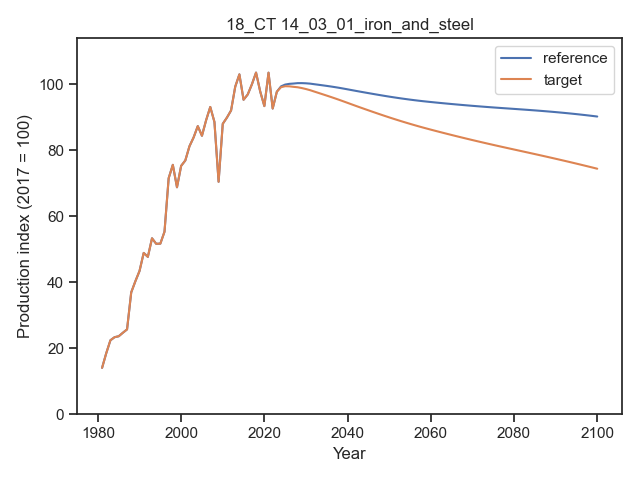 18_CT 14_03_01_iron_and_steel
reference
target
Production index (2017 = 100)
100
80
60
40
20
0
1980
2000
2020
2040
2060
2080
2100
Year